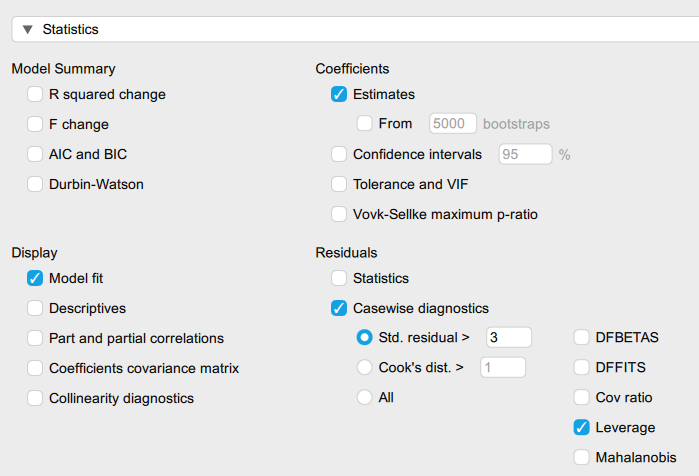 Statistics
Model Summary
R squared change
F change
AIC and BIC
Durbin-Watson
Coefficients
Estimates
From 5000 bootstraps
Confidence intervals 95 %
Tolerance and VIF
Vovk-Sellke maximum p-ratio
Display
Model fit
Descriptives
Part and partial correlations
Coefficients covariance matrix
Collinearity diagnostics
Residuals
Statistics
Casewise diagnostics
Std. residual > 3
Cook's dist. > 1
All
DFBETAS
DFFITS
Cov ratio
Leverage
Mahalanobis